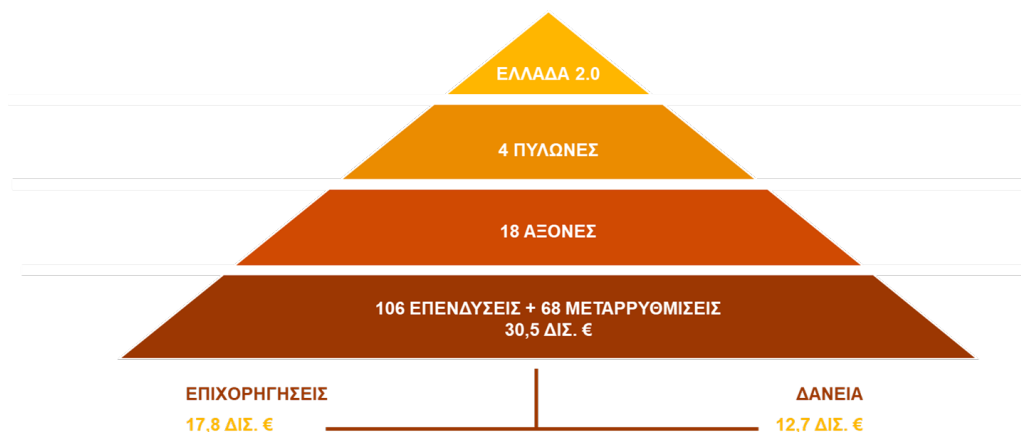 ΕΛΛΑΔΑ 2.0
4 ΠΥΛΩΝΕΣ
18 ΑΞΟΝΕΣ
106 ΕΠΕΝΔΥΣΕΙΣ + 68 ΜΕΤΑΡΡΥΘΜΙΣΕΙΣ
30,5 ΔΙΣ. €
ΕΠΙΧΟΡΗΓΗΣΕΙΣ
17,8 ΔΙΣ. €
ΔΑΝΕΙΑ
12,7 ΔΙΣ. €